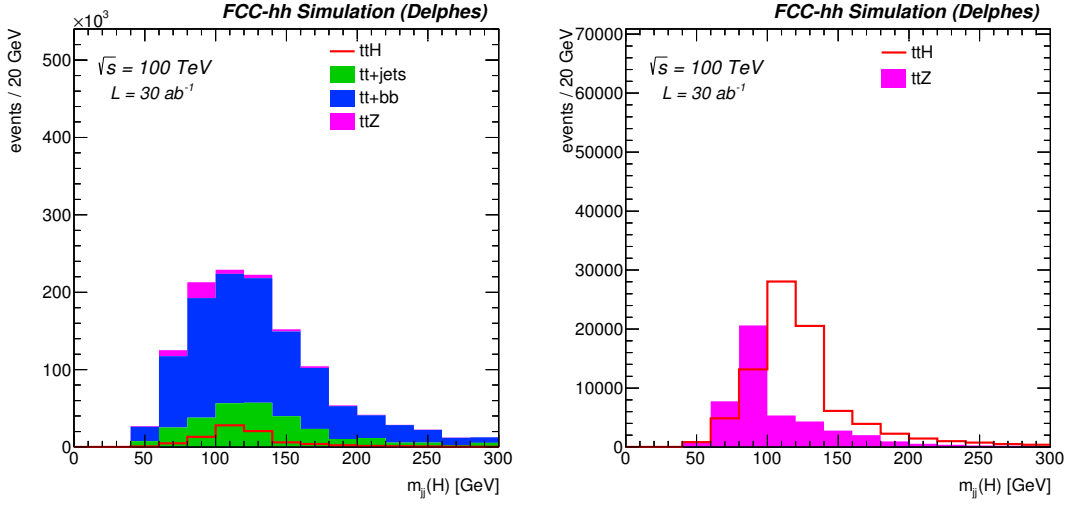 FCC-hh Simulation (Delphes)
×10³
events / 20 GeV
500
400
300
200
100
0
√s = 100 TeV
L = 30 ab⁻¹
ttH
tt+jets
tt+bb
ttZ
0 50 100 150 200 250 300
m_jj(H) [GeV]
FCC-hh Simulation (Delphes)
events / 20 GeV
70000
60000
50000
40000
30000
20000
10000
0
√s = 100 TeV
L = 30 ab⁻¹
ttH
ttZ
0 50 100 150 200 250 300
m_jj(H) [GeV]